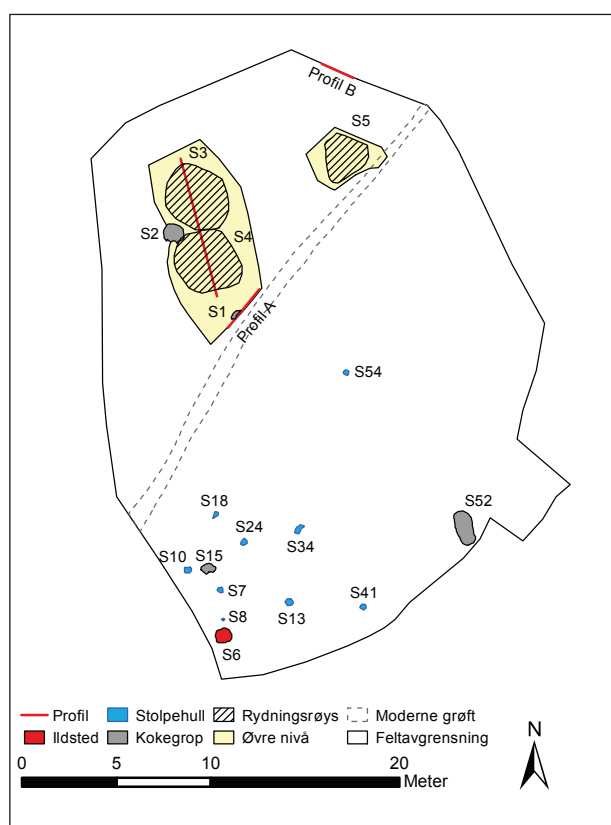 Profil B
S5
S3
S2
S4
S1
Profil A
S54
S52
S18
S24
S34
S10
S15
S7
S41
S8
S13
S6
Profil
Stolpehull
Rydningsrøys
Moderne grøft
Ildsted
Kokegrop
Øvre nivå
Feltavgrensning
N
0
5
10
20
Meter